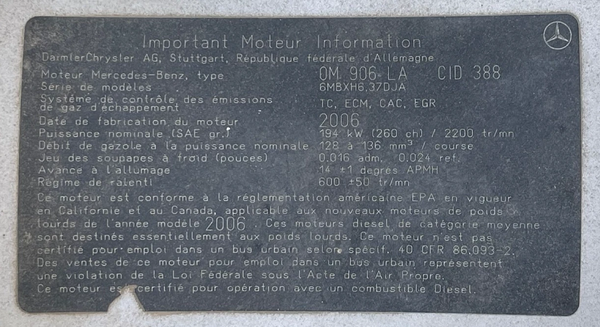 Important Moteur Information
DaimlerChrysler AG, Stuttgart, République fédérale d'Allemagne
Moteur Mercedes-Benz, type OM 906 LA CID 388
Série de modèles 6MBXH6.37DJA
Système de contrôle des émissions
de gaz d'échappement TC, ECM, CAC, EGR
Date de fabrication du moteur 2006
Puissance nominale (SAE gr.) 194 kW (260 ch) / 2200 tr/mn
Débit de gazole à la puissance nominale 128 à 136 mm³ / course
Jeu des soupapes à froid (pouces) 0.016 adm, 0.024 ref.
Avance à l'allumage 14 ±1 degrés APMH
Régime de ralenti 600 ±50 tr/mn
Ce moteur est conforme à la réglementation américaine EPA en vigueur
en Californie et au Canada, applicable aux nouveaux moteurs de poids
lourds de l'année modèle 2006. Ces moteurs diesel de catégorie moyenne
sont destinés essentiellement aux poids lourds. Ce moteur n'est pas
certifié pour emploi dans un bus urbain selon spécif. 40 CFR 86.093-2.
Des ventes de ce moteur pour emploi dans un bus urbain représentent
une violation de la Loi Fédérale sous l'Acte de l'Air Propre.
Ce moteur est certifié pour opération avec un combustible Diesel.